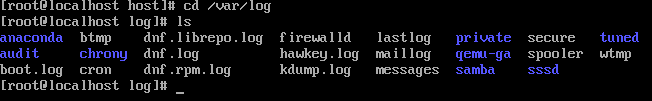 [root@localhost host]# cd /var/log
[root@localhost log]# ls
anaconda btmp dnf.librepo.log firewalld lastlog private secure tuned
audit chrony dnf.log hawkey.log maillog qemu-ga spooler wtmp
boot.log cron dnf.rpm.log kdump.log messages samba sssd
[root@localhost log]# _